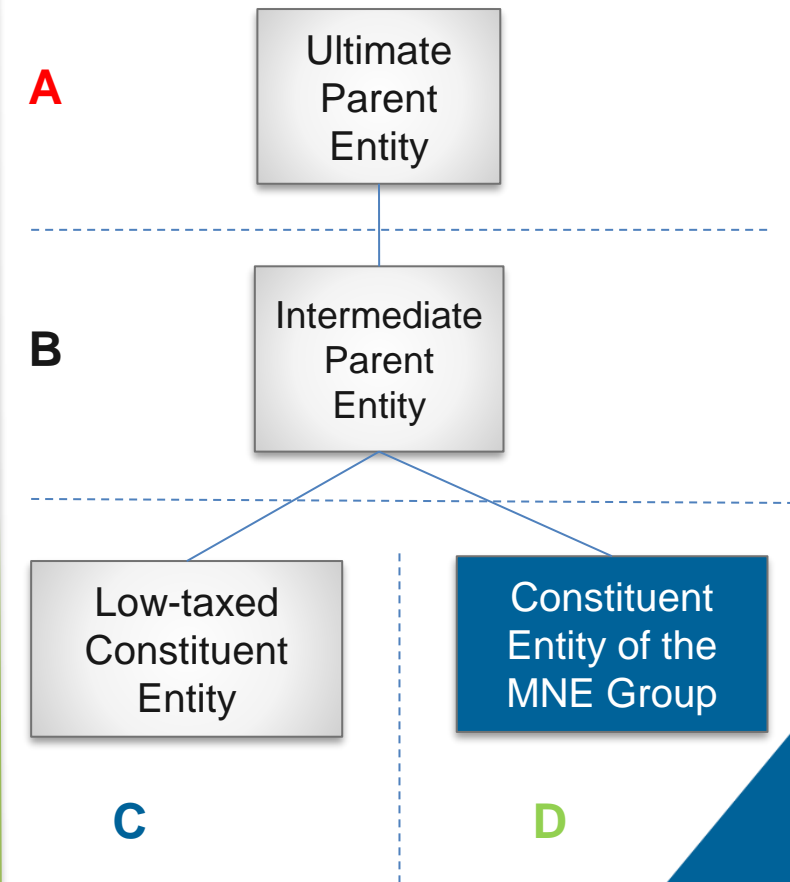 A
Ultimate
Parent
Entity
B
Intermediate
Parent
Entity
Low-taxed
Constituent
Entity
Constituent
Entity of the
MNE Group
C
D